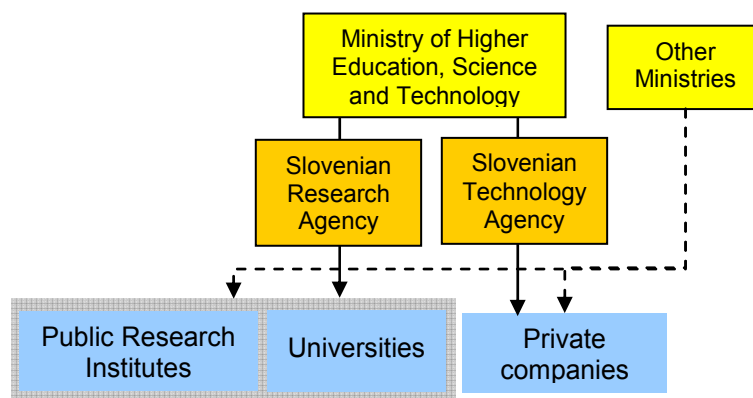 Ministry of Higher
Education, Science
and Technology
Other
Ministries
Slovenian
Research
Agency
Slovenian
Technology
Agency
Public Research
Institutes
Universities
Private
companies